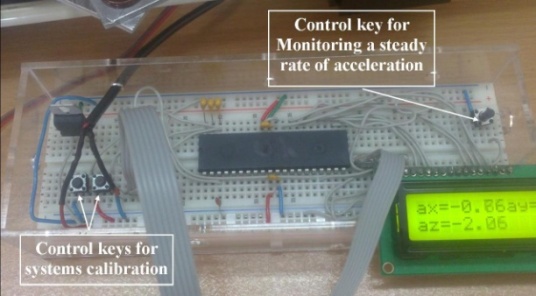 Control key for
Monitoring a steady
rate of acceleration
Control keys for
systems calibration
ax=-0.06ay=
az=-2.06